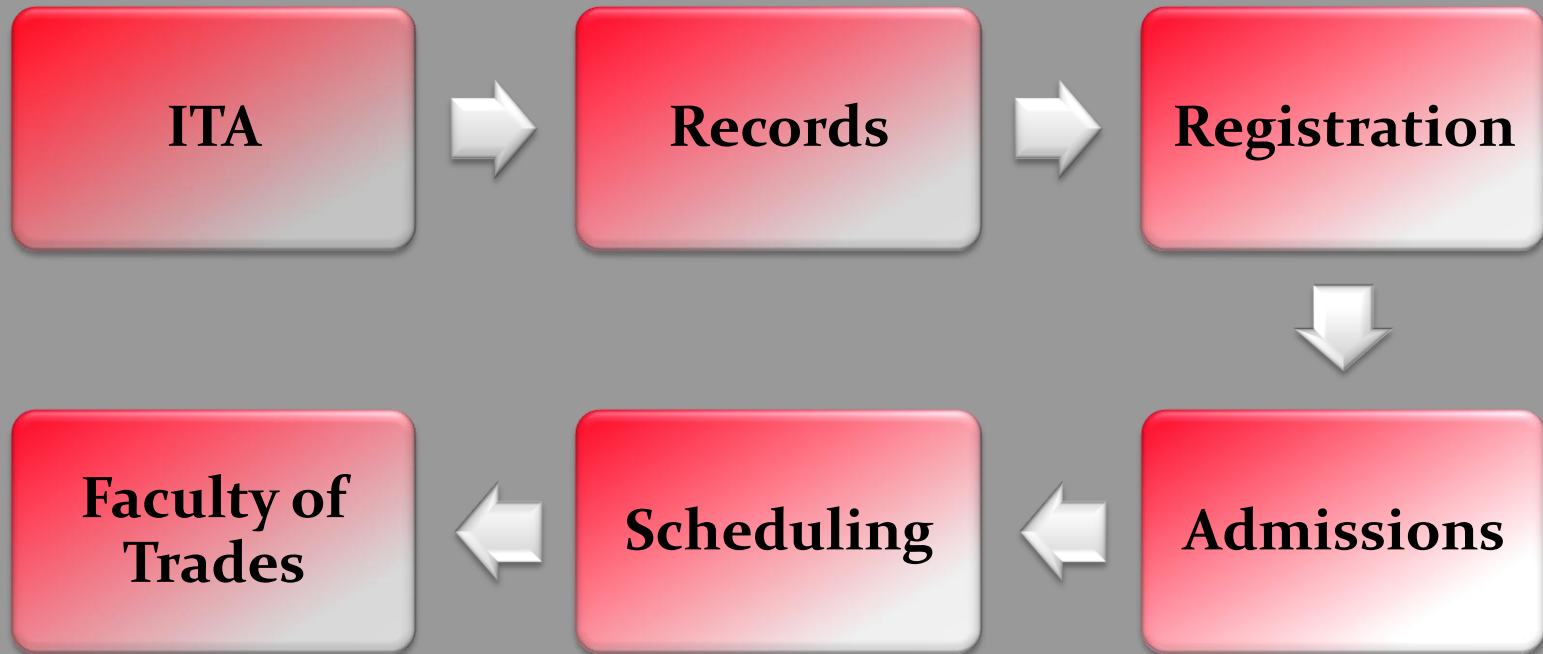 ITA
Records
Registration
Admissions
Scheduling
Faculty of
Trades